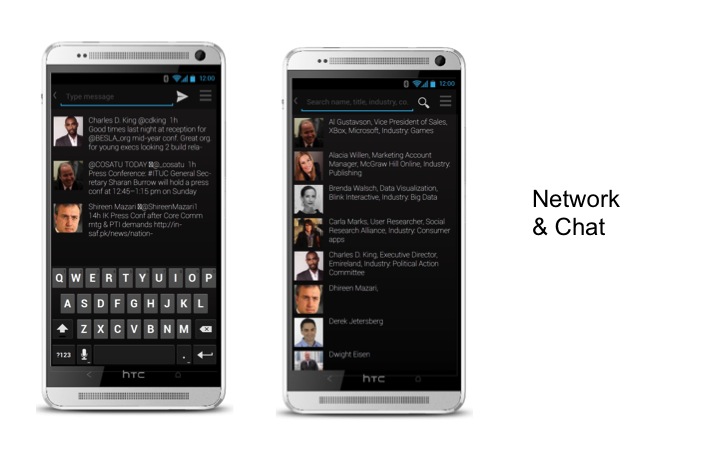 12:00
Type message
Charles D. King @cdking 1h
Good times last night at reception for
@BESLA_org mid-year conf. Great org
for young execs looking 2 build rela-
@COSATU TODAY @_cosatu 1h
Press Conference: #ITUC General Sec-
retary Sharan Burrow will hold a press
conf at 12:45–1:15 pm on Sunday
Shireen Mazari @ShireenMazari1
14h IK Press Conf after Core Comm
mtg & PTI demands http://in-
saf.pk/news/nation-
Q W E R T Y U I O P
A S D F G H J K L
Z X C V B N M
?123 .
hTC
12:00
Search name, title, industry, co.
Al Gustavson, Vice President of Sales,
XBox, Microsoft, Industry: Games
Alacia Willen, Marketing Account
Manager, McGraw Hill Online, Industry:
Publishing
Brenda Walsch, Data Visualization,
Blink Interactive, Industry: Big Data
Carla Marks, User Researcher, Social
Research Alliance, Industry: Consumer
apps
Charles D. King, Executive Director,
Emireland, Industry: Political Action
Committee
Dhireen Mazari,
Derek Jetersberg
Dwight Eisen
hTC
Network
& Chat